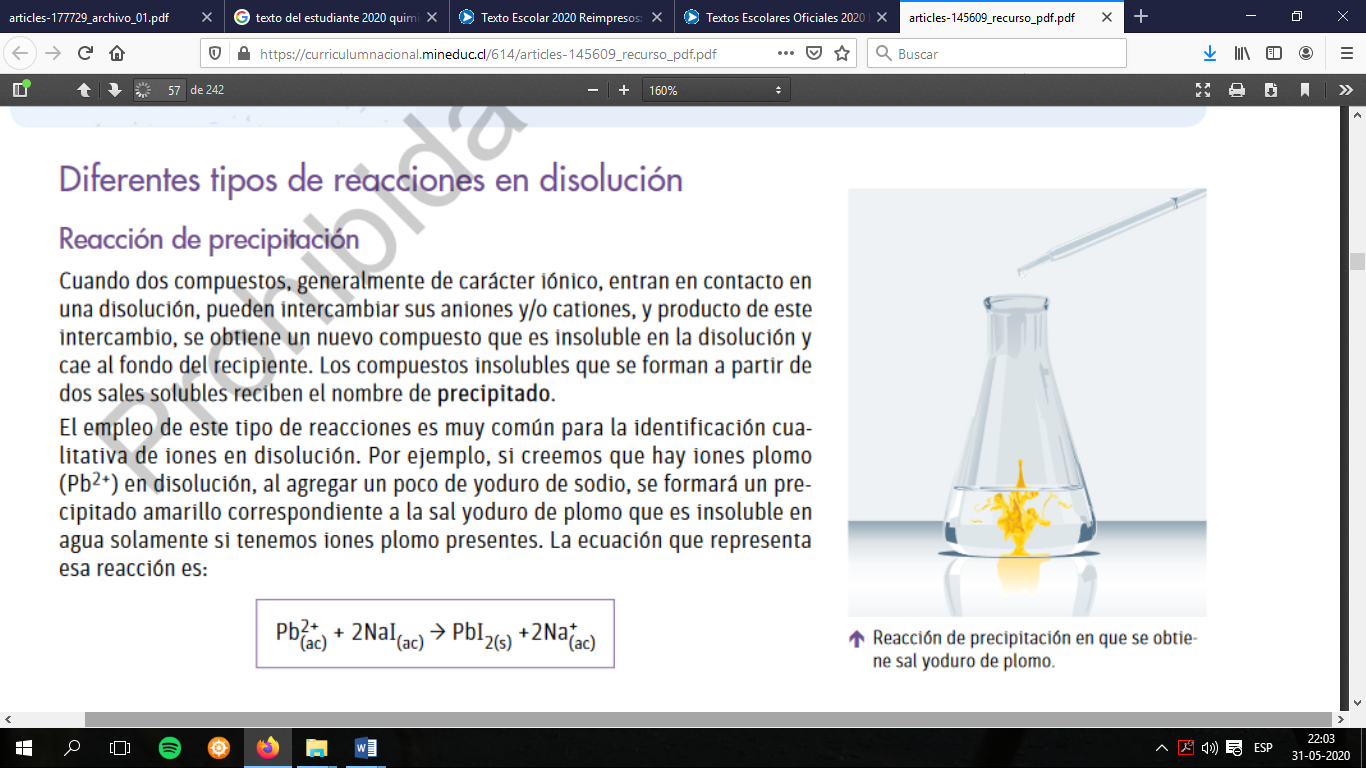 articles-177729_archivo_01.pdf
texto del estudiante 2020 quimi
Texto Escolar 2020 Reimpresos:
Textos Escolares Oficiales 2020
articles-145609_recurso_pdf.pdf
https://curriculumnacional.mineduc.cl/614/articles-145609_recurso_pdf.pdf
Buscar
57 de 242
160%
Prohibida
Diferentes tipos de reacciones en disolución
Reacción de precipitación
Cuando dos compuestos, generalmente de carácter iónico, entran en contacto en
una disolución, pueden intercambiar sus aniones y/o cationes, y producto de este
intercambio, se obtiene un nuevo compuesto que es insoluble en la disolución y
cae al fondo del recipiente. Los compuestos insolubles que se forman a partir de
dos sales solubles reciben el nombre de precipitado.
El empleo de este tipo de reacciones es muy común para la identificación cua-
litativa de iones en disolución. Por ejemplo, si creemos que hay iones plomo
(Pb²⁺) en disolución, al agregar un poco de yoduro de sodio, se formará un pre-
cipitado amarillo correspondiente a la sal yoduro de plomo que es insoluble en
agua solamente si tenemos iones plomo presentes. La ecuación que representa
esa reacción es:
Pb²⁺(ac) + 2NaI(ac) → PbI₂(s) +2Na⁺(ac)
Reacción de precipitación en que se obtie-
ne sal yoduro de plomo.
ESP
22:03
31-05-2020